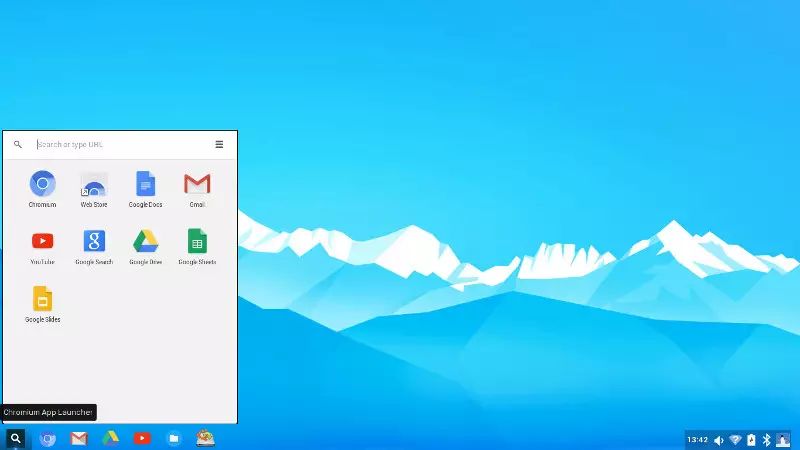 Search or type URL
Chromium
Web Store
Google Docs
Gmail
YouTube
Google Search
Google Drive
Google Sheets
Google Slides
Chromium App Launcher
13:42